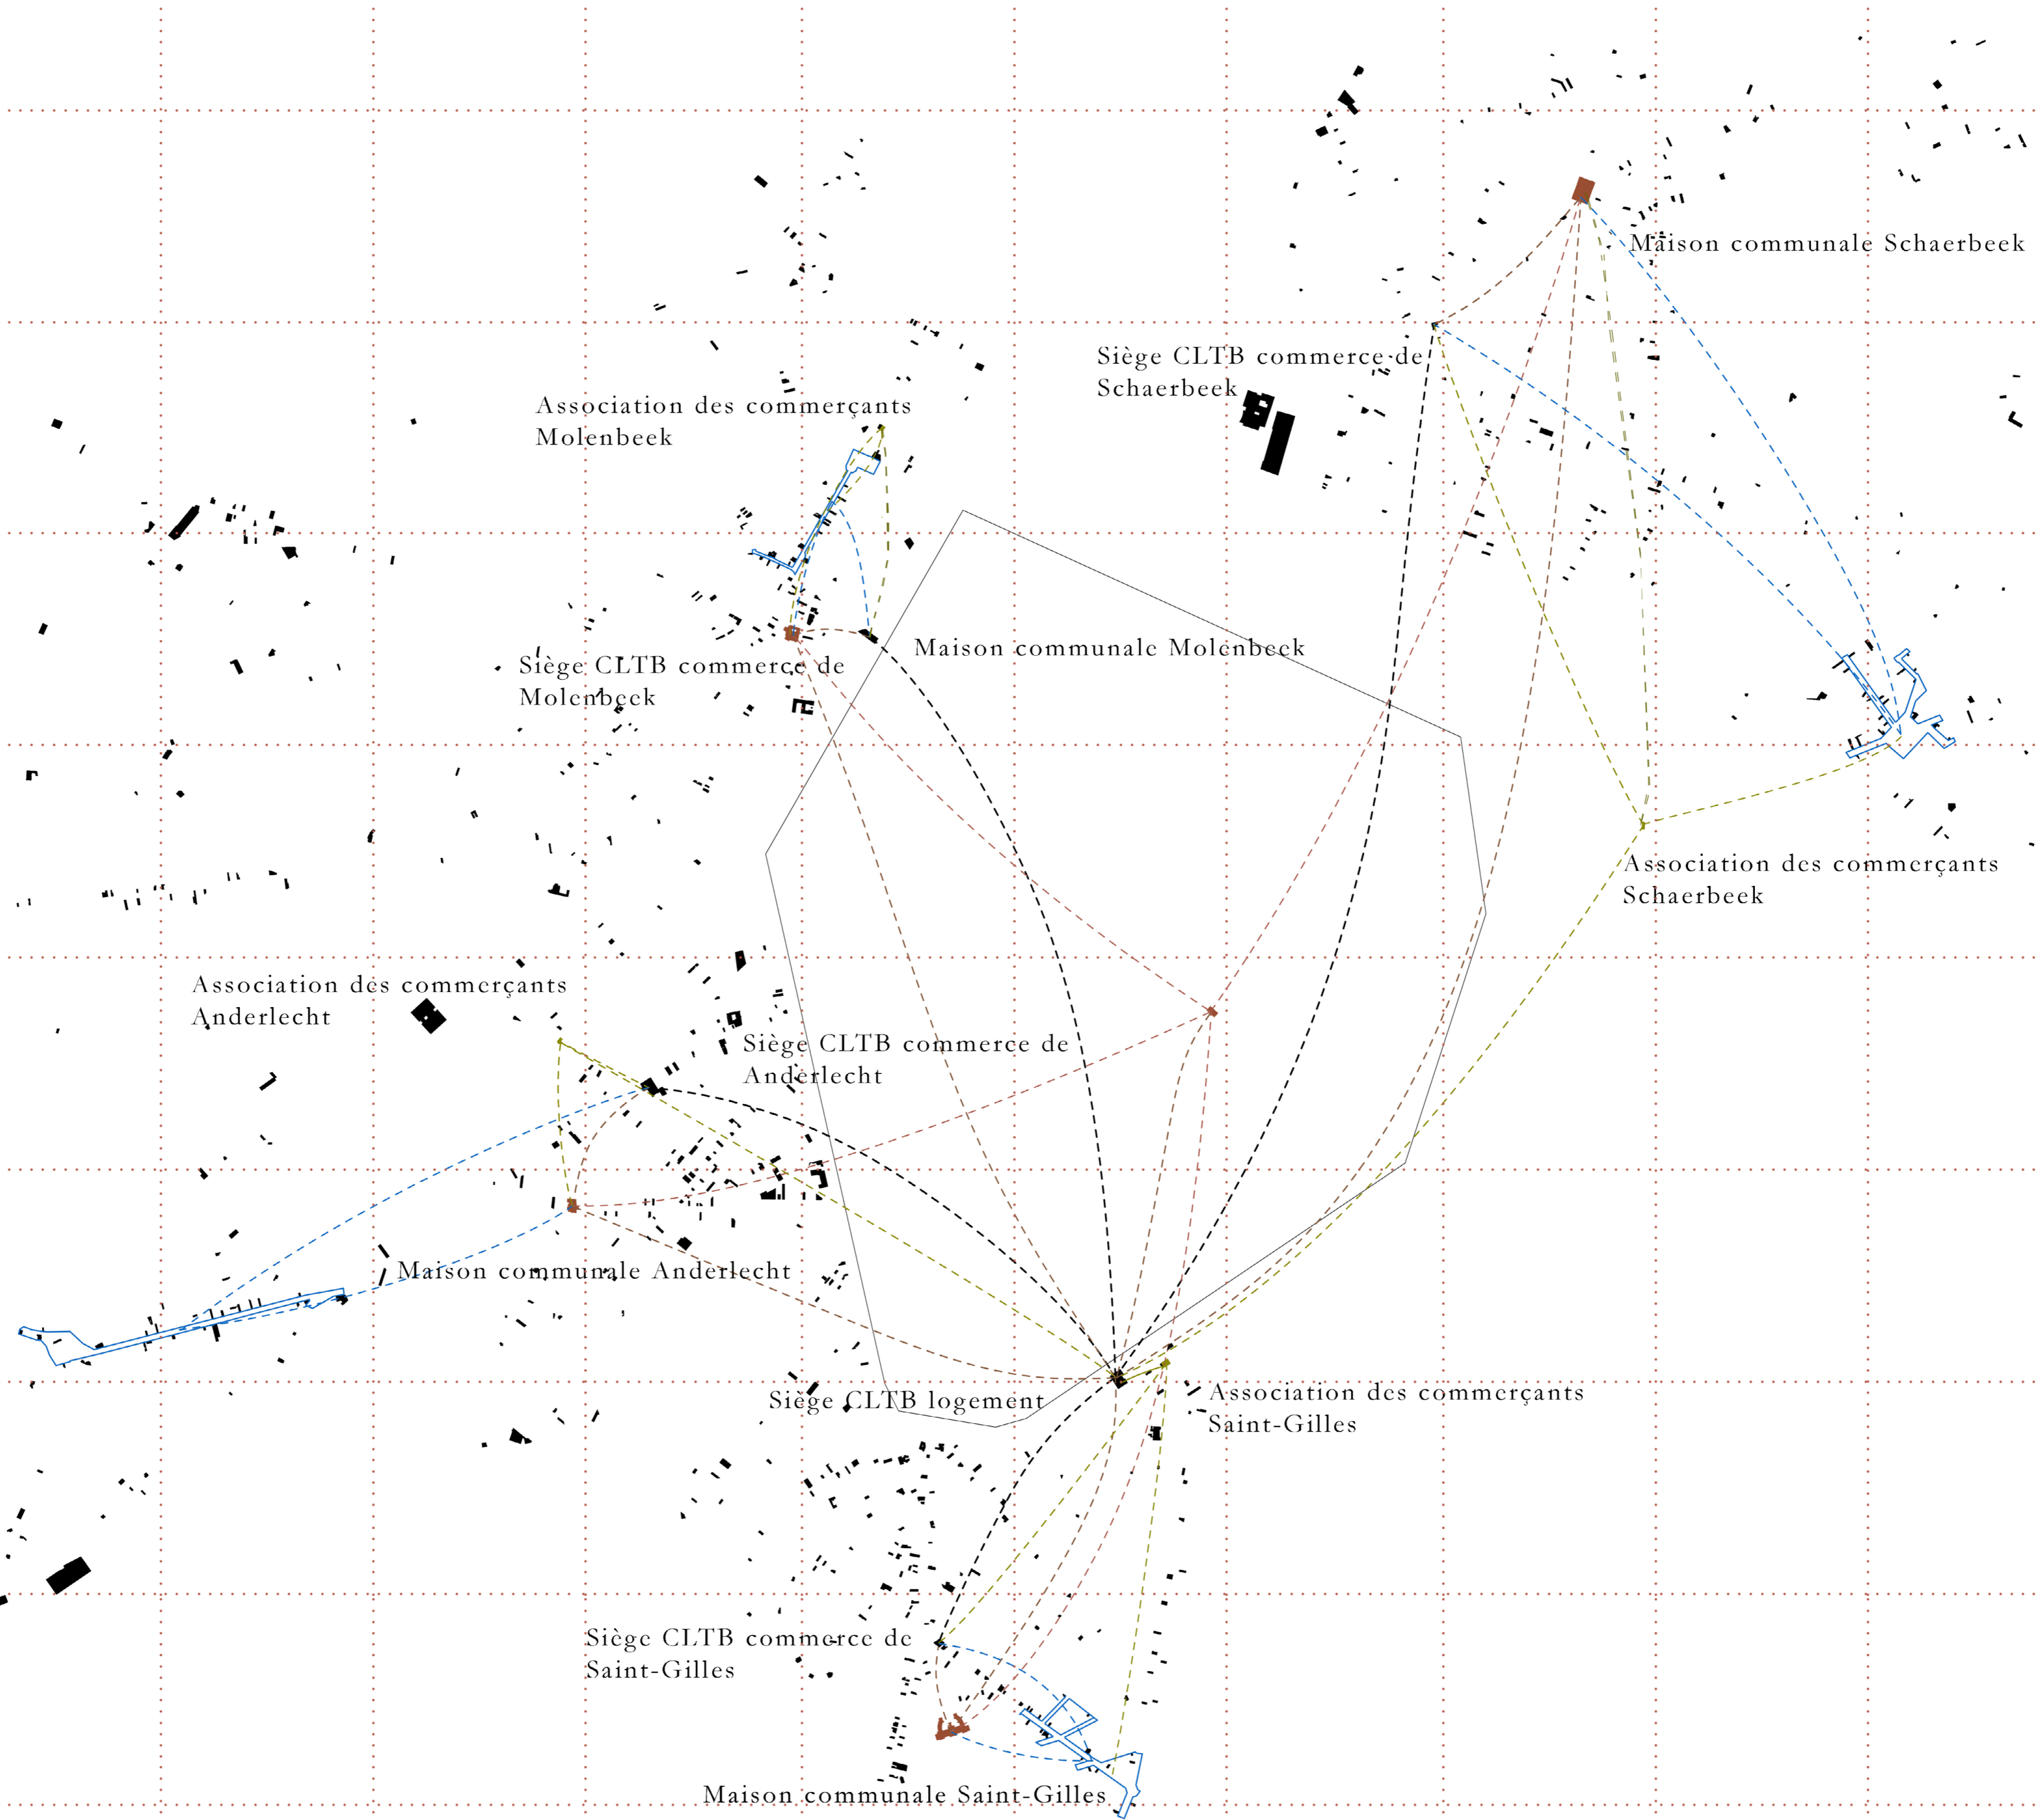 Maison communale Schaerbeek
Siège CLTB commerce de
Schaerbeek
Association des commerçants
Molenbeek
Maison communale Molenbeek
Siège CLTB commerce de
Molenbeek
Association des commerçants
Schaerbeek
Association des commerçants
Anderlecht
Siège CLTB commerce de
Anderlecht
Maison communale Anderlecht
Siège CLTB logement
Association des commerçants
Saint-Gilles
Siège CLTB commerce de
Saint-Gilles
Maison communale Saint-Gilles